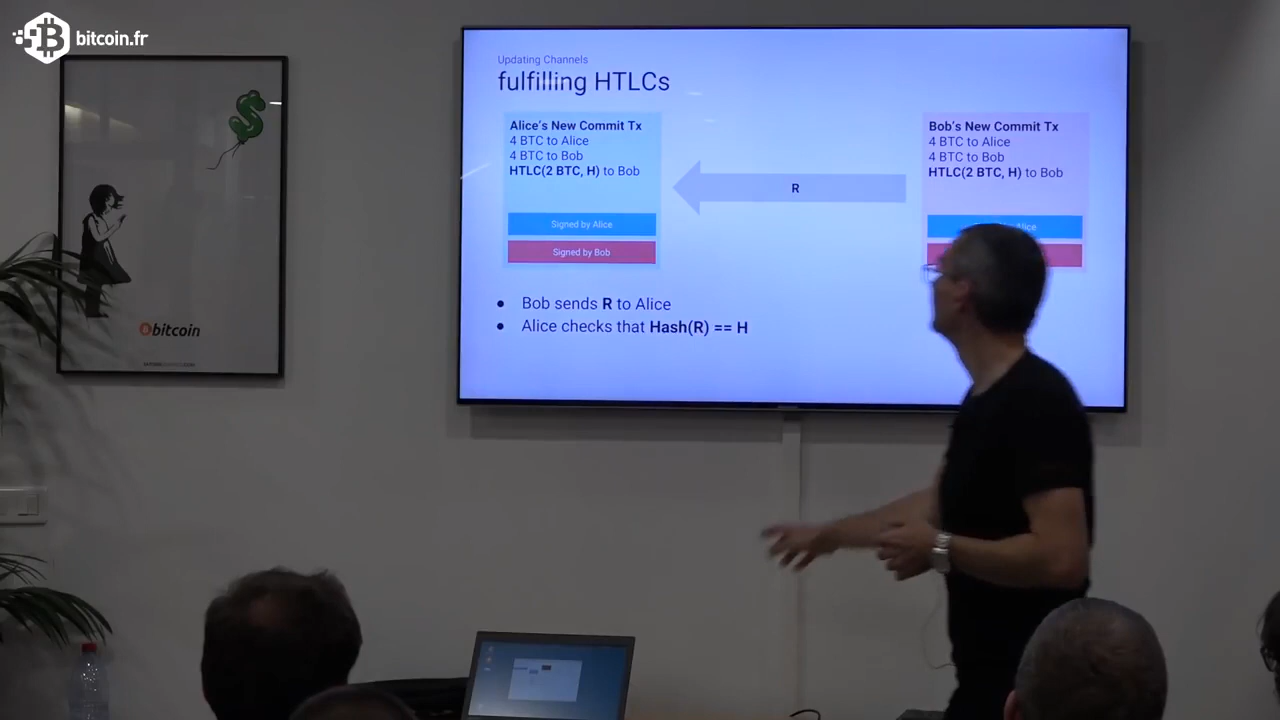 bitcoin.fr
Updating Channels
fulfilling HTLCs
Alice's New Commit Tx
4 BTC to Alice
4 BTC to Bob
HTLC(2 BTC, H) to Bob
Signed by Alice
Signed by Bob
R
Bob's New Commit Tx
4 BTC to Alice
4 BTC to Bob
HTLC(2 BTC, H) to Bob
Alice
Bob sends R to Alice
Alice checks that Hash(R) == H
bitcoin